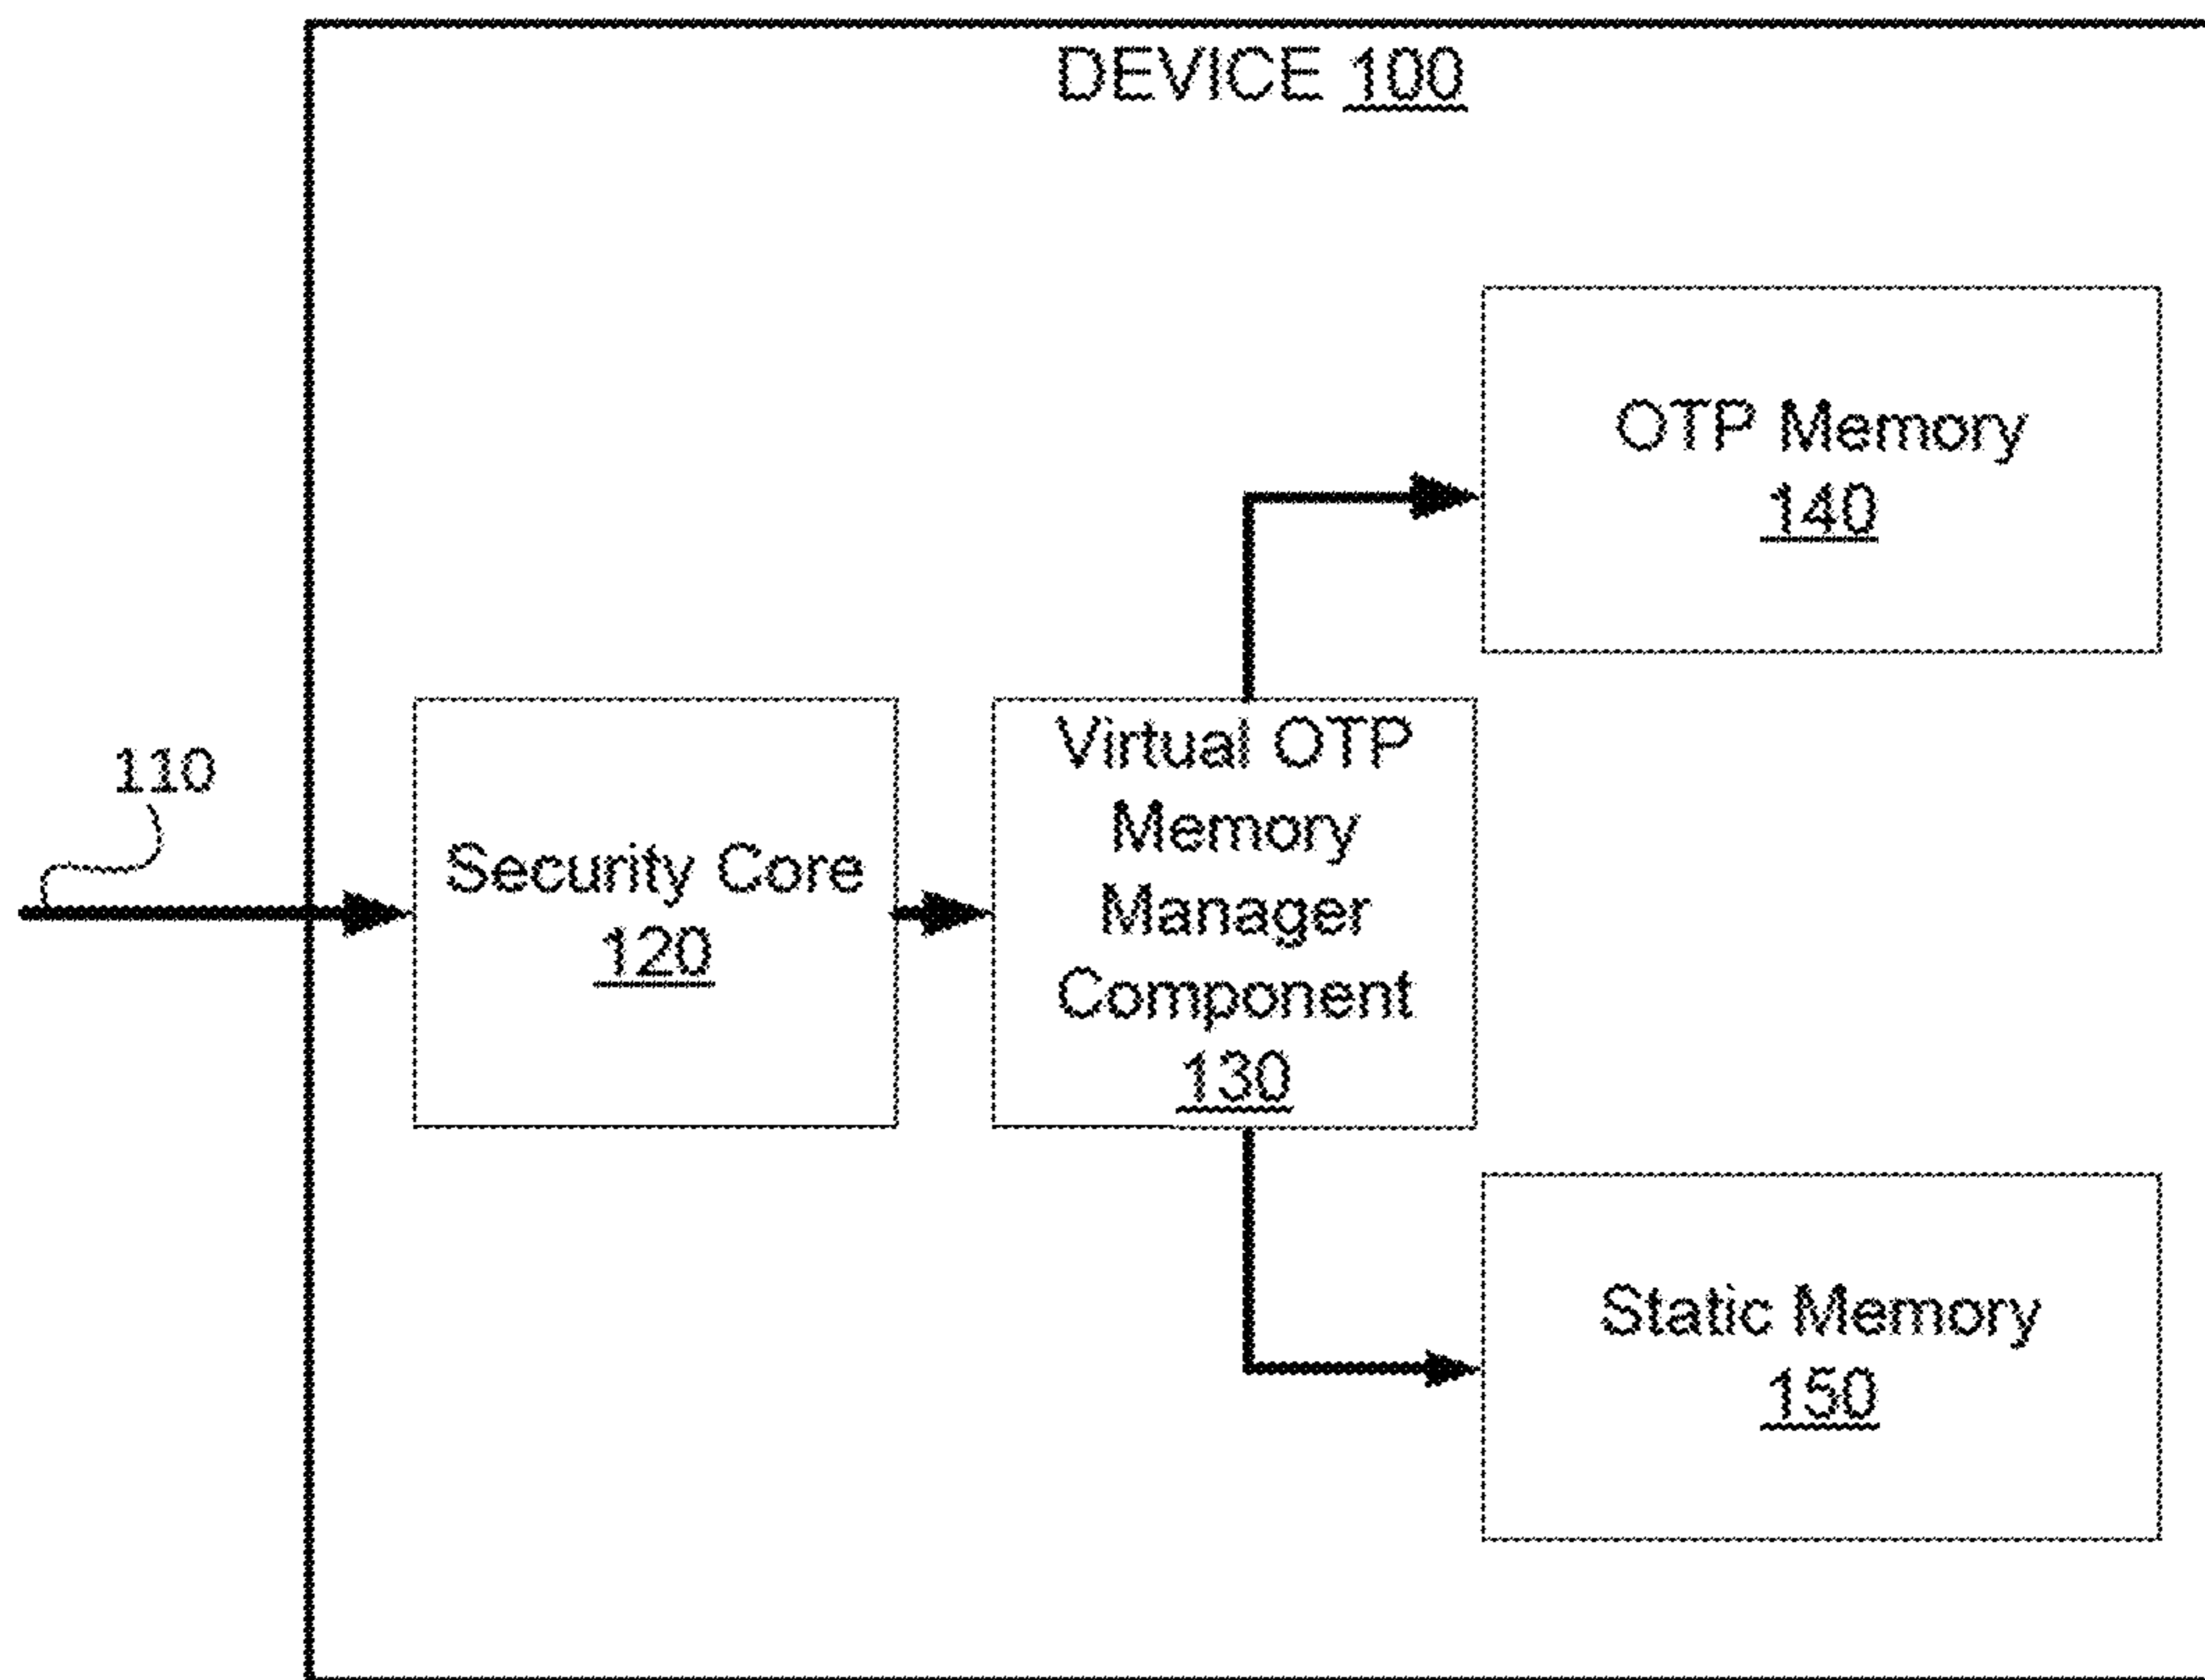 DEVICE 100
OTP Memory
140
110
Security Core
120
Virtual OTP
Memory
Manager
Component
130
Static Memory
150